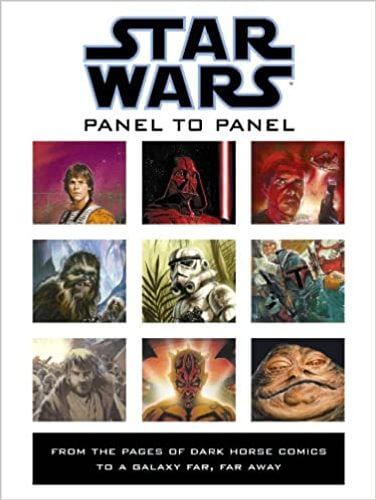 STAR
WARS
PANEL TO PANEL
FROM THE PAGES OF DARK HORSE COMICS
TO A GALAXY FAR, FAR AWAY